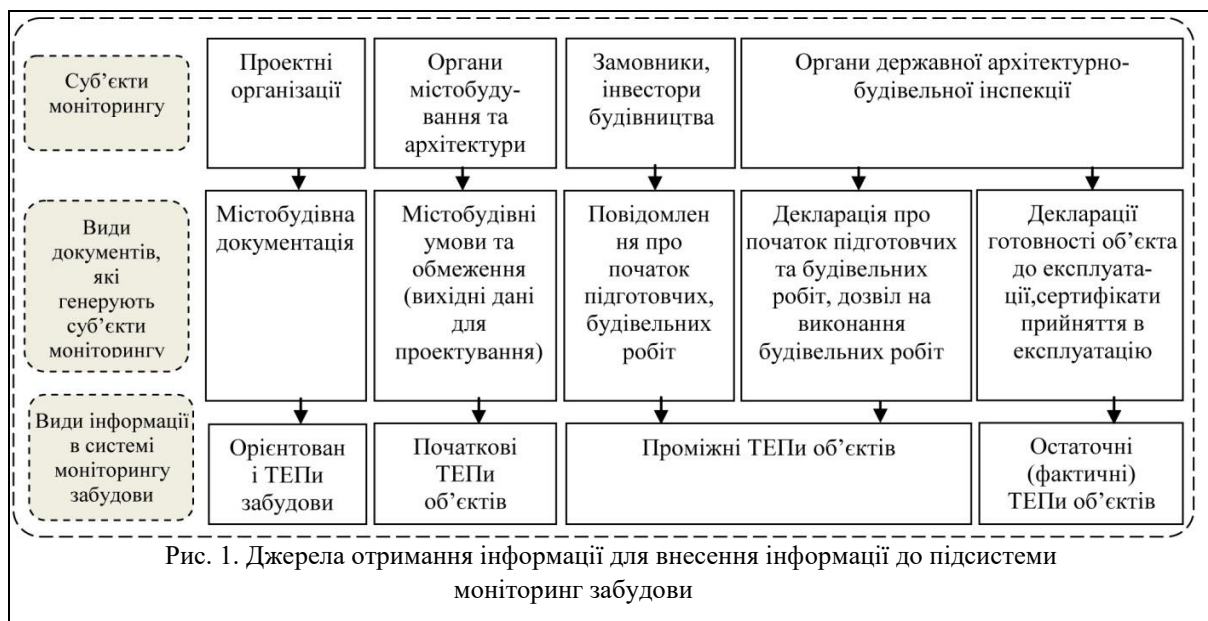 Суб’єкти
моніторингу
Проектні
організації
Органи
містобуду-
вання та
архітектури
Замовники,
інвестори
будівництва
Органи державної архітектурно-
будівельної інспекції
Види
документів,
які
генерують
суб’єкти
моніторингу
Містобудівна
документація
Містобудівні
умови та
обмеження
(вихідні дані
для
проектування)
Повідомлен
ня про
початок
підготовчих,
будівельних
робіт
Декларація про
початок підготовчих
та будівельних
робіт, дозвіл на
виконання
будівельних робіт
Декларації
готовності об’єкта
до експлуата-
ції,сертифікати
прийняття в
експлуатацію
Види інформації
в системі
моніторингу
забудови
Орієнтован
і ТЕПи
забудови
Початкові
ТЕПи
об’єктів
Проміжні ТЕПи об’єктів
Остаточні
(фактичні)
ТЕПи об’єктів
Рис. 1. Джерела отримання інформації для внесення інформації до підсистеми
моніторинг забудови